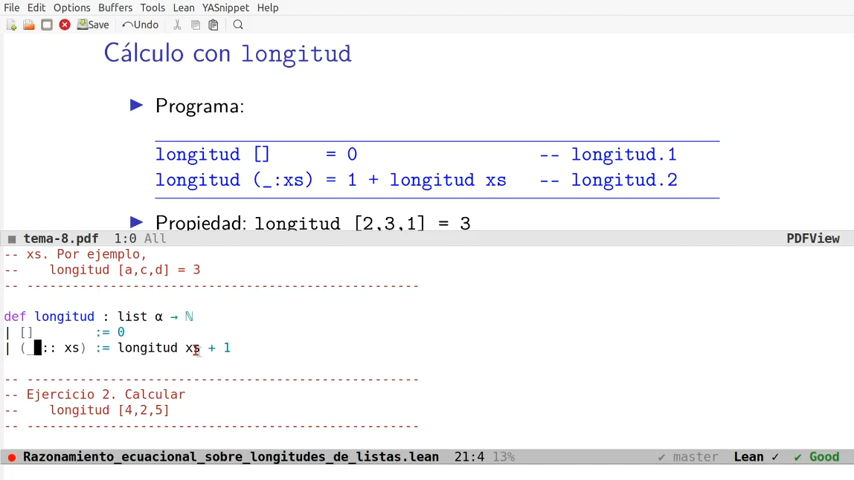 File Edit Options Buffers Tools Lean YASnippet Help
Save Undo
Cálculo con longitud
▶ Programa:
longitud [] = 0 -- longitud.1
longitud (_:xs) = 1 + longitud xs -- longitud.2
▶ Propiedad: longitud [2,3,1] = 3
tema-8.pdf 1:0 All PDFView
-- xs. Por ejemplo,
-- longitud [a,c,d] = 3
-- ----------------------------------------------------
def longitud : list α → ℕ
| [] := 0
| (_ :: xs) := longitud xs + 1
-- ----------------------------------------------------
-- Ejercicio 2. Calcular
-- longitud [4,2,5]
-- ----------------------------------------------------
Razonamiento_ecuacional_sobre_longitudes_de_listas.lean 21:4 13% ✓ master Lean ✓ ✓ Good